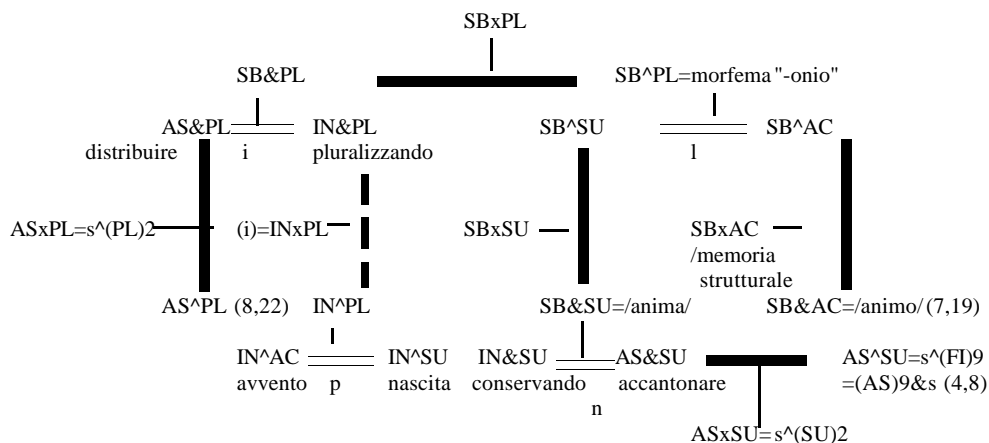 SBxPL
SB&PL SB^PL=morfema "-onio"
AS&PL IN&PL SB^SU SB^AC
distribuire i pluralizzando l
ASxPL=s^(PL)2 (i)=INxPL SBxSU SBxAC
/memoria
strutturale
AS^PL (8,22) IN^PL SB&SU=/anima/ SB&AC=/animo/ (7,19)
IN^AC IN^SU IN&SU AS&SU AS^SU=s^(FI)9
avvento p nascita conservando accantonare =(AS)9&s (4,8)
n
ASxSU=s^(SU)2